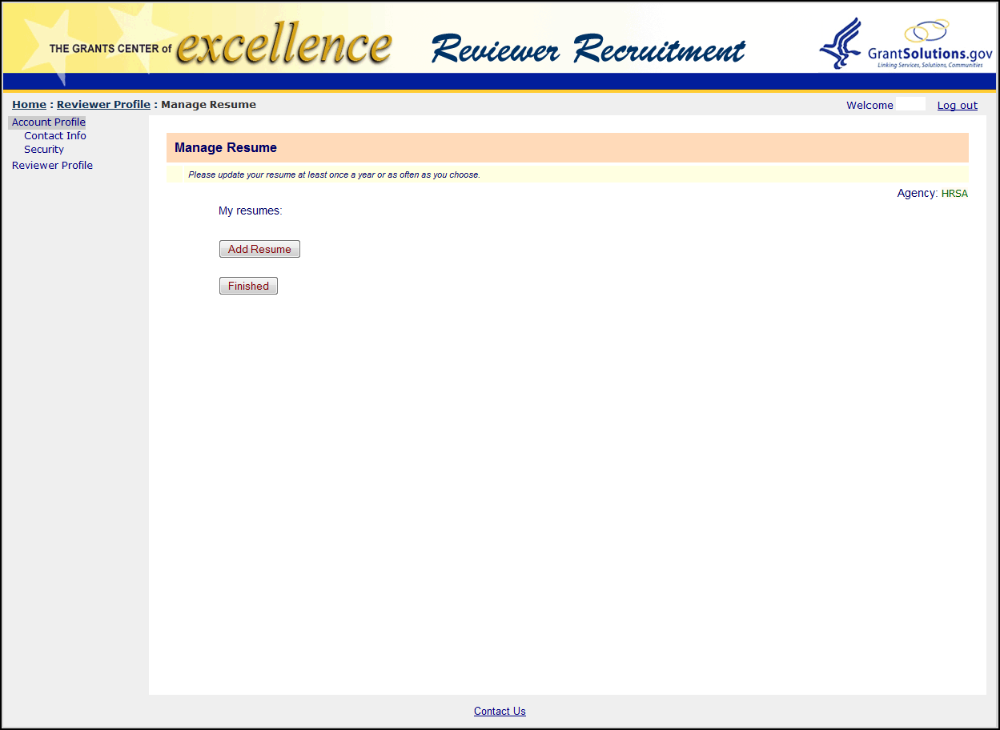 THE GRANTS CENTER of excellence
Reviewer Recruitment
GrantSolutions.gov
Linking Services, Solutions, Communities
Home : Reviewer Profile : Manage Resume
Welcome Log out
Account Profile
Contact Info
Security
Reviewer Profile
Manage Resume
Please update your resume at least once a year or as often as you choose.
Agency: HRSA
My resumes:
Add Resume
Finished
Contact Us